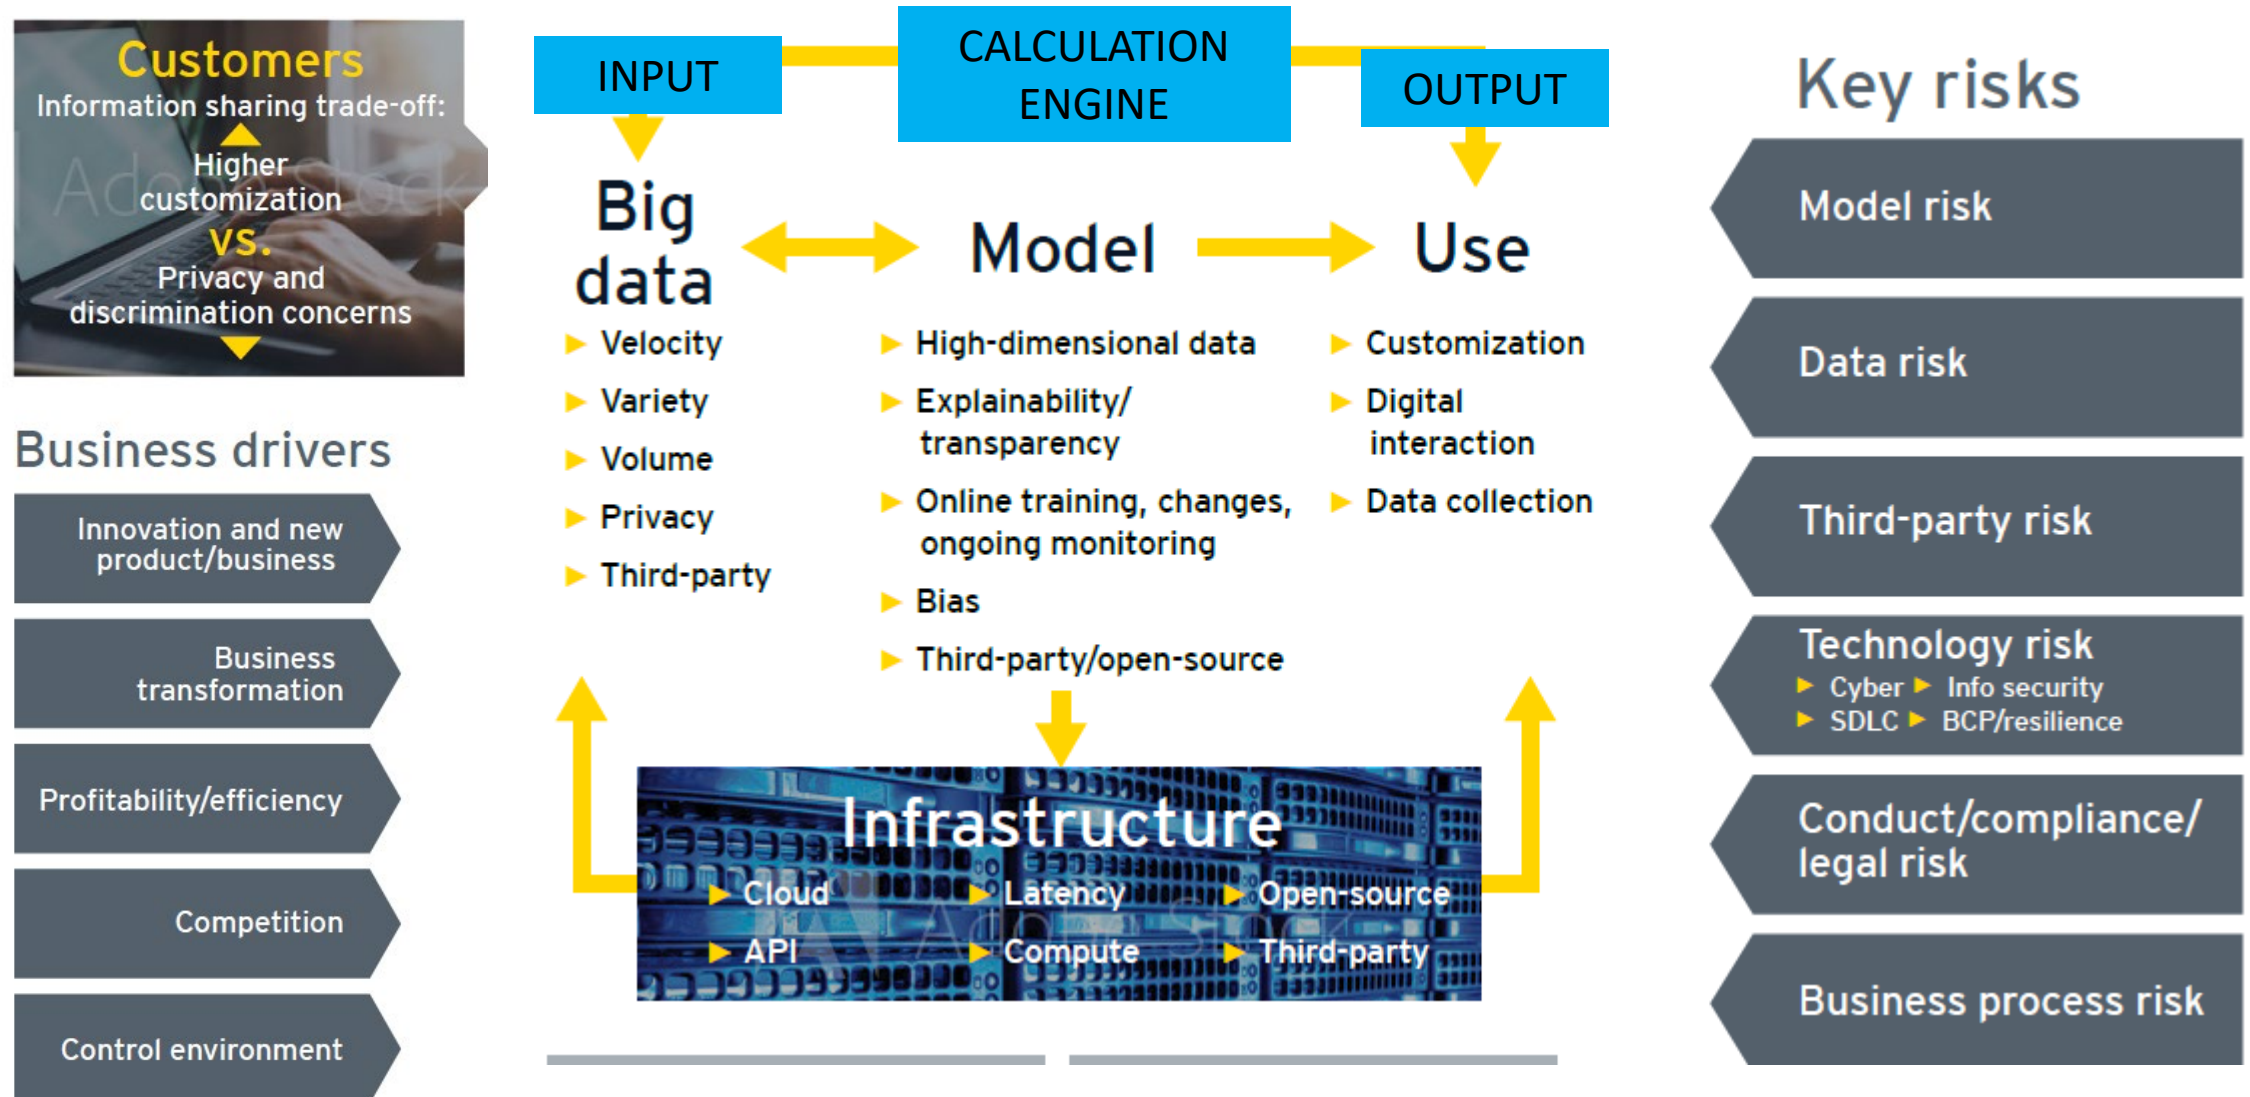 Customers
Information sharing trade-off:
Higher
customization
vs.
Privacy and
discrimination concerns
Business drivers
Innovation and new
product/business
Business
transformation
Profitability/efficiency
Competition
Control environment
INPUT
CALCULATION
ENGINE
OUTPUT
Big
data
Velocity
Variety
Volume
Privacy
Third-party
Model
High-dimensional data
Explainability/
transparency
Online training, changes,
ongoing monitoring
Bias
Third-party/open-source
Use
Customization
Digital
interaction
Data collection
Infrastructure
Cloud
Latency
Open-source
API
Compute
Third-party
Adobe Stock
Key risks
Model risk
Data risk
Third-party risk
Technology risk
Cyber Info security
SDLC BCP/resilience
Conduct/compliance/
legal risk
Business process risk
Adobe Stock